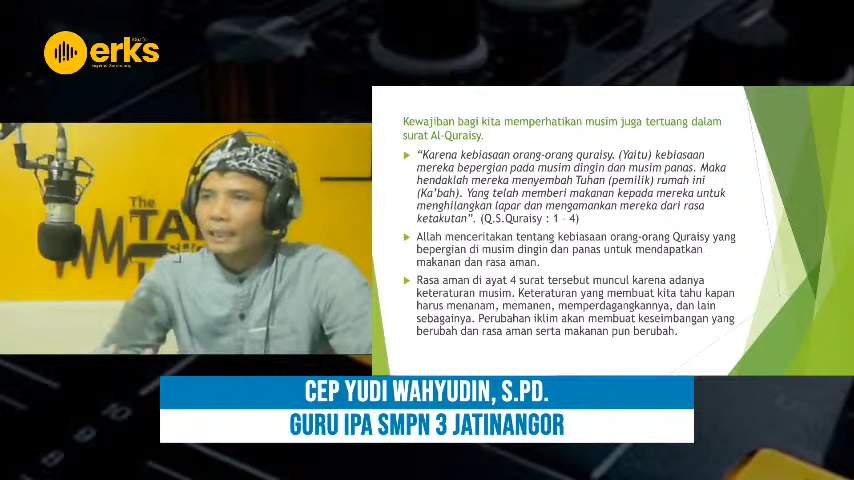 erks
Kewajiban bagi kita memperhatikan musim juga tertuang dalam
surat Al-Quraisy.
"Karena kebiasaan orang-orang quraisy. (Yaitu) kebiasaan
mereka bepergian pada musim dingin dan musim panas. Maka
hendaklah mereka menyembah Tuhan (pemilik) rumah ini
(Ka'bah). Yang telah memberi makanan kepada mereka untuk
menghilangkan lapar dan mengamankan mereka dari rasa
ketakutan". (Q.S.Quraisy : 1 – 4)
Allah menceritakan tentang kebiasaan orang-orang Quraisy yang
bepergian di musim dingin dan panas untuk mendapatkan
makanan dan rasa aman.
Rasa aman di ayat 4 surat tersebut muncul karena adanya
keteraturan musim. Keteraturan yang membuat kita tahu kapan
harus menanam, memanen, memperdagangkannya, dan lain
sebagainya. Perubahan iklim akan membuat keseimbangan yang
berubah dan rasa aman serta makanan pun berubah.
The
CEP YUDI WAHYUDIN, S.PD.
GURU IPA SMPN 3 JATINANGOR